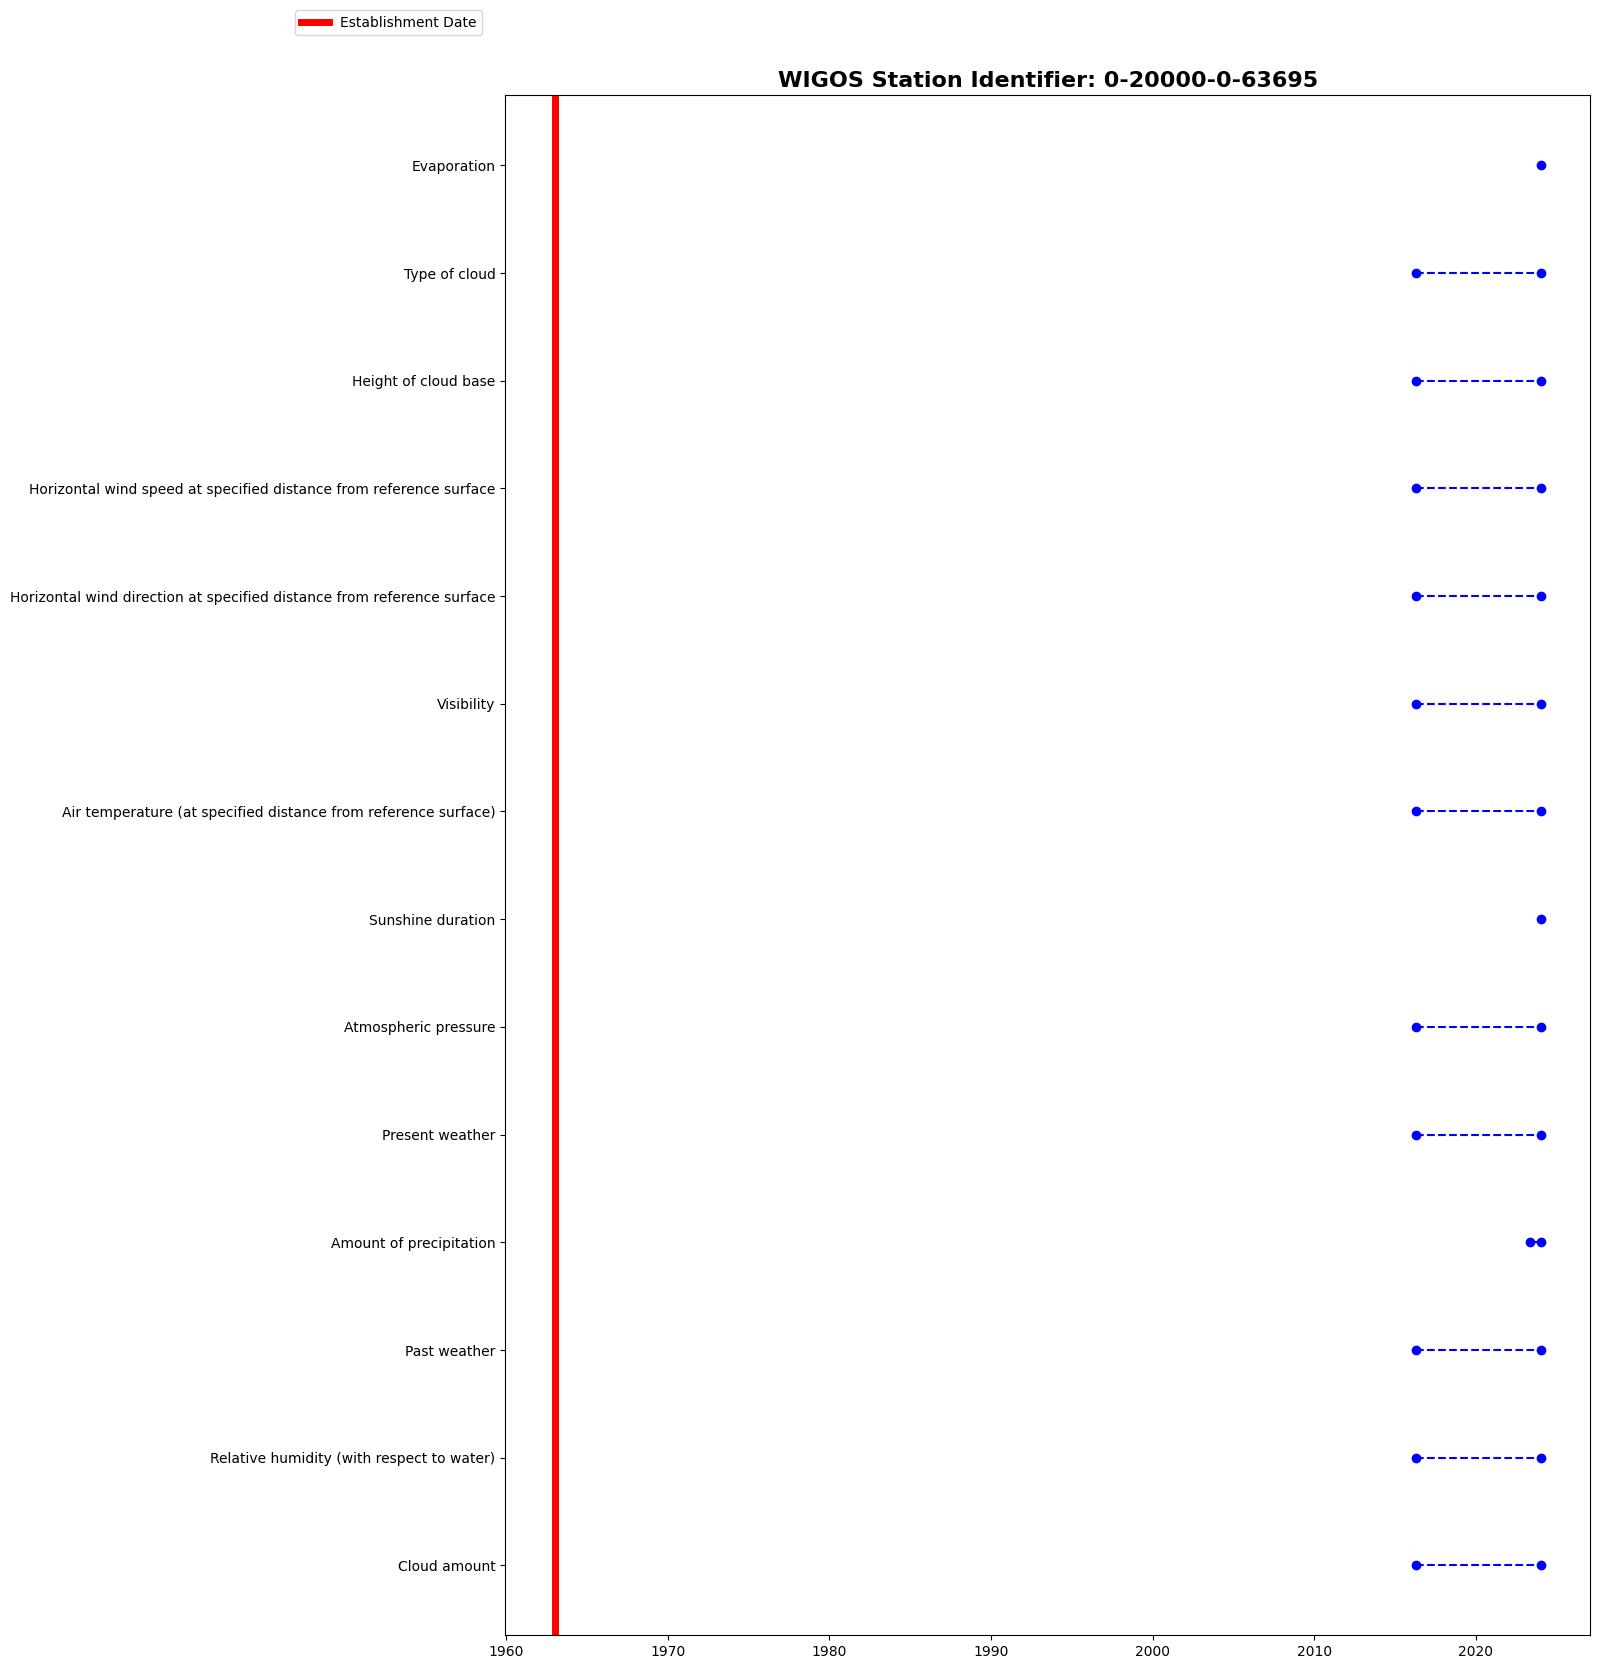 Establishment Date
WIGOS Station Identifier: 0-20000-0-63695
Evaporation
Type of cloud
Height of cloud base
Horizontal wind speed at specified distance from reference surface
Horizontal wind direction at specified distance from reference surface
Visibility
Air temperature (at specified distance from reference surface)
Sunshine duration
Atmospheric pressure
Present weather
Amount of precipitation
Past weather
Relative humidity (with respect to water)
Cloud amount
1960 1970 1980 1990 2000 2010 2020